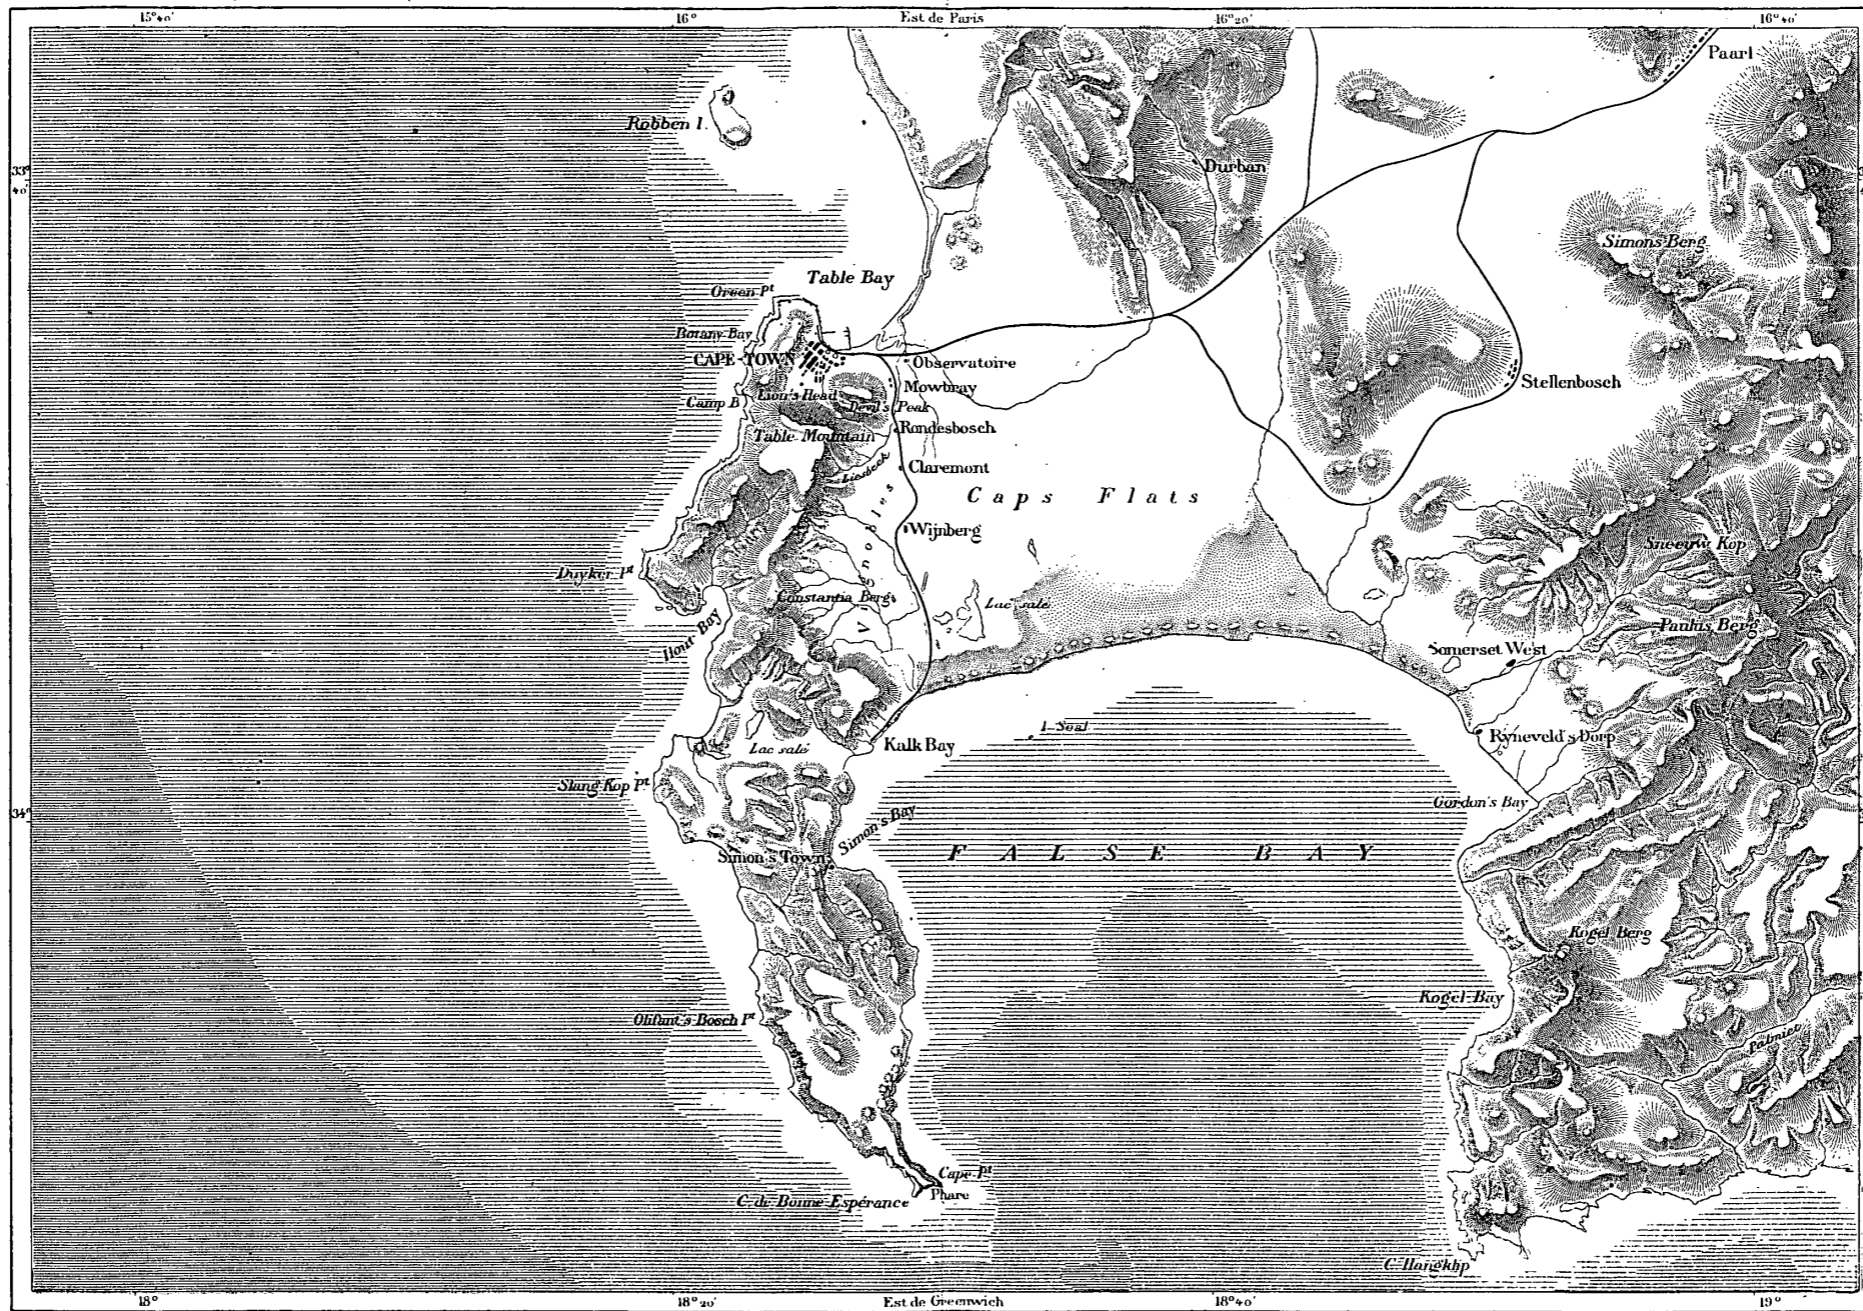 15°40'
16°
Est de Paris
16°20'
16°40'
Paarl
Robben I.
33°
40'
Durban
Simons Berg
Table Bay
Green Pt
Botany Bay
CAPE-TOWN
Observatoire
Mowbray
Stellenbosch
Camp B
Lion's Head
Devil's Peak
Rondesbosch
Table Mountain
Claremont
Liesbeek
Caps Flats
Wijnberg
Vignobles
Sneeuw Kop
Duyker Pt
Constantia Berg
Lac salé
Hout Bay
Paulus Berg
Somerset West
I. Seal
Ryneveld's Dorp
Kalk Bay
Lac salé
Slang Kop Pt
Gordon's Bay
34°
Simon's Bay
FALSE BAY
Simon's Town
Kogel Berg
Kogel-Bay
Olifant's Bosch Pt
Palmiet
Cape Pt
Phare
C. de Bonne Espérance
C. Hangklip
18°
18°20'
Est de Greenwich
18°40'
19°